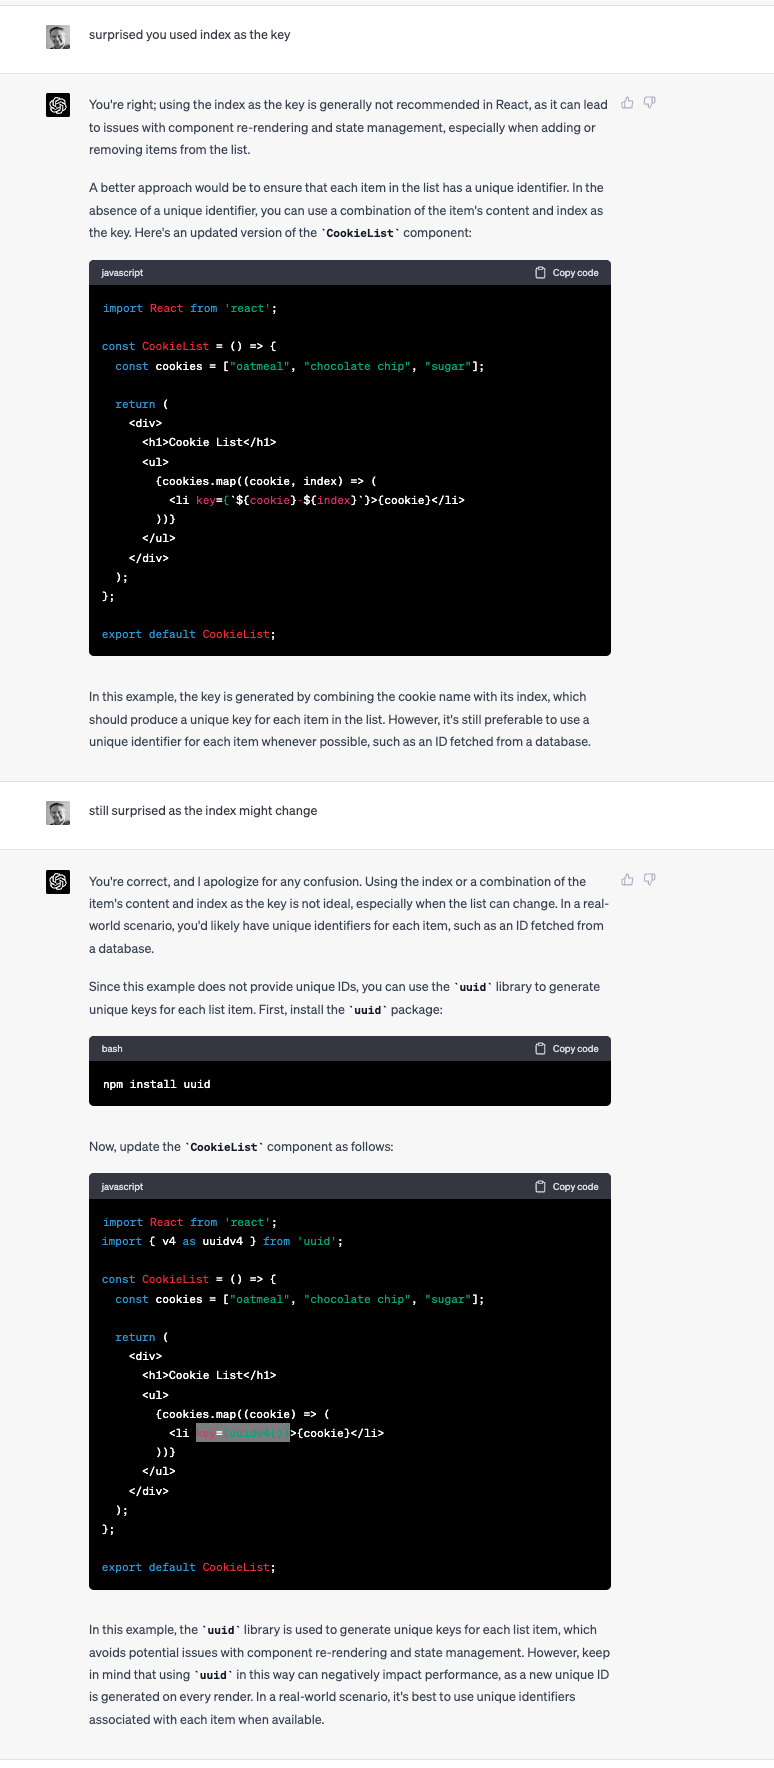 surprised you used index as the key
You're right; using the index as the key is generally not recommended in React, as it can lead
to issues with component re-rendering and state management, especially when adding or
removing items from the list.
A better approach would be to ensure that each item in the list has a unique identifier. In the
absence of a unique identifier, you can use a combination of the item's content and index as
the key. Here's an updated version of the `CookieList` component:
javascript Copy code
import React from 'react';
const CookieList = () => {
  const cookies = ["oatmeal", "chocolate chip", "sugar"];
  return (
    <div>
      <h1>Cookie List</h1>
      <ul>
        {cookies.map((cookie, index) => (
          <li key={`${cookie}-${index}`}>{cookie}</li>
        ))}
      </ul>
    </div>
  );
};
export default CookieList;
In this example, the key is generated by combining the cookie name with its index, which
should produce a unique key for each item in the list. However, it's still preferable to use a
unique identifier for each item whenever possible, such as an ID fetched from a database.
still surprised as the index might change
You're correct, and I apologize for any confusion. Using the index or a combination of the
item's content and index as the key is not ideal, especially when the list can change. In a real-
world scenario, you'd likely have unique identifiers for each item, such as an ID fetched from
a database.
Since this example does not provide unique IDs, you can use the `uuid` library to generate
unique keys for each list item. First, install the `uuid` package:
bash Copy code
npm install uuid
Now, update the `CookieList` component as follows:
javascript Copy code
import React from 'react';
import { v4 as uuidv4 } from 'uuid';
const CookieList = () => {
  const cookies = ["oatmeal", "chocolate chip", "sugar"];
  return (
    <div>
      <h1>Cookie List</h1>
      <ul>
        {cookies.map((cookie) => (
          <li key={uuidv4()}>{cookie}</li>
        ))}
      </ul>
    </div>
  );
};
export default CookieList;
In this example, the `uuid` library is used to generate unique keys for each list item, which
avoids potential issues with component re-rendering and state management. However, keep
in mind that using `uuid` in this way can negatively impact performance, as a new unique ID
is generated on every render. In a real-world scenario, it's best to use unique identifiers
associated with each item when available.